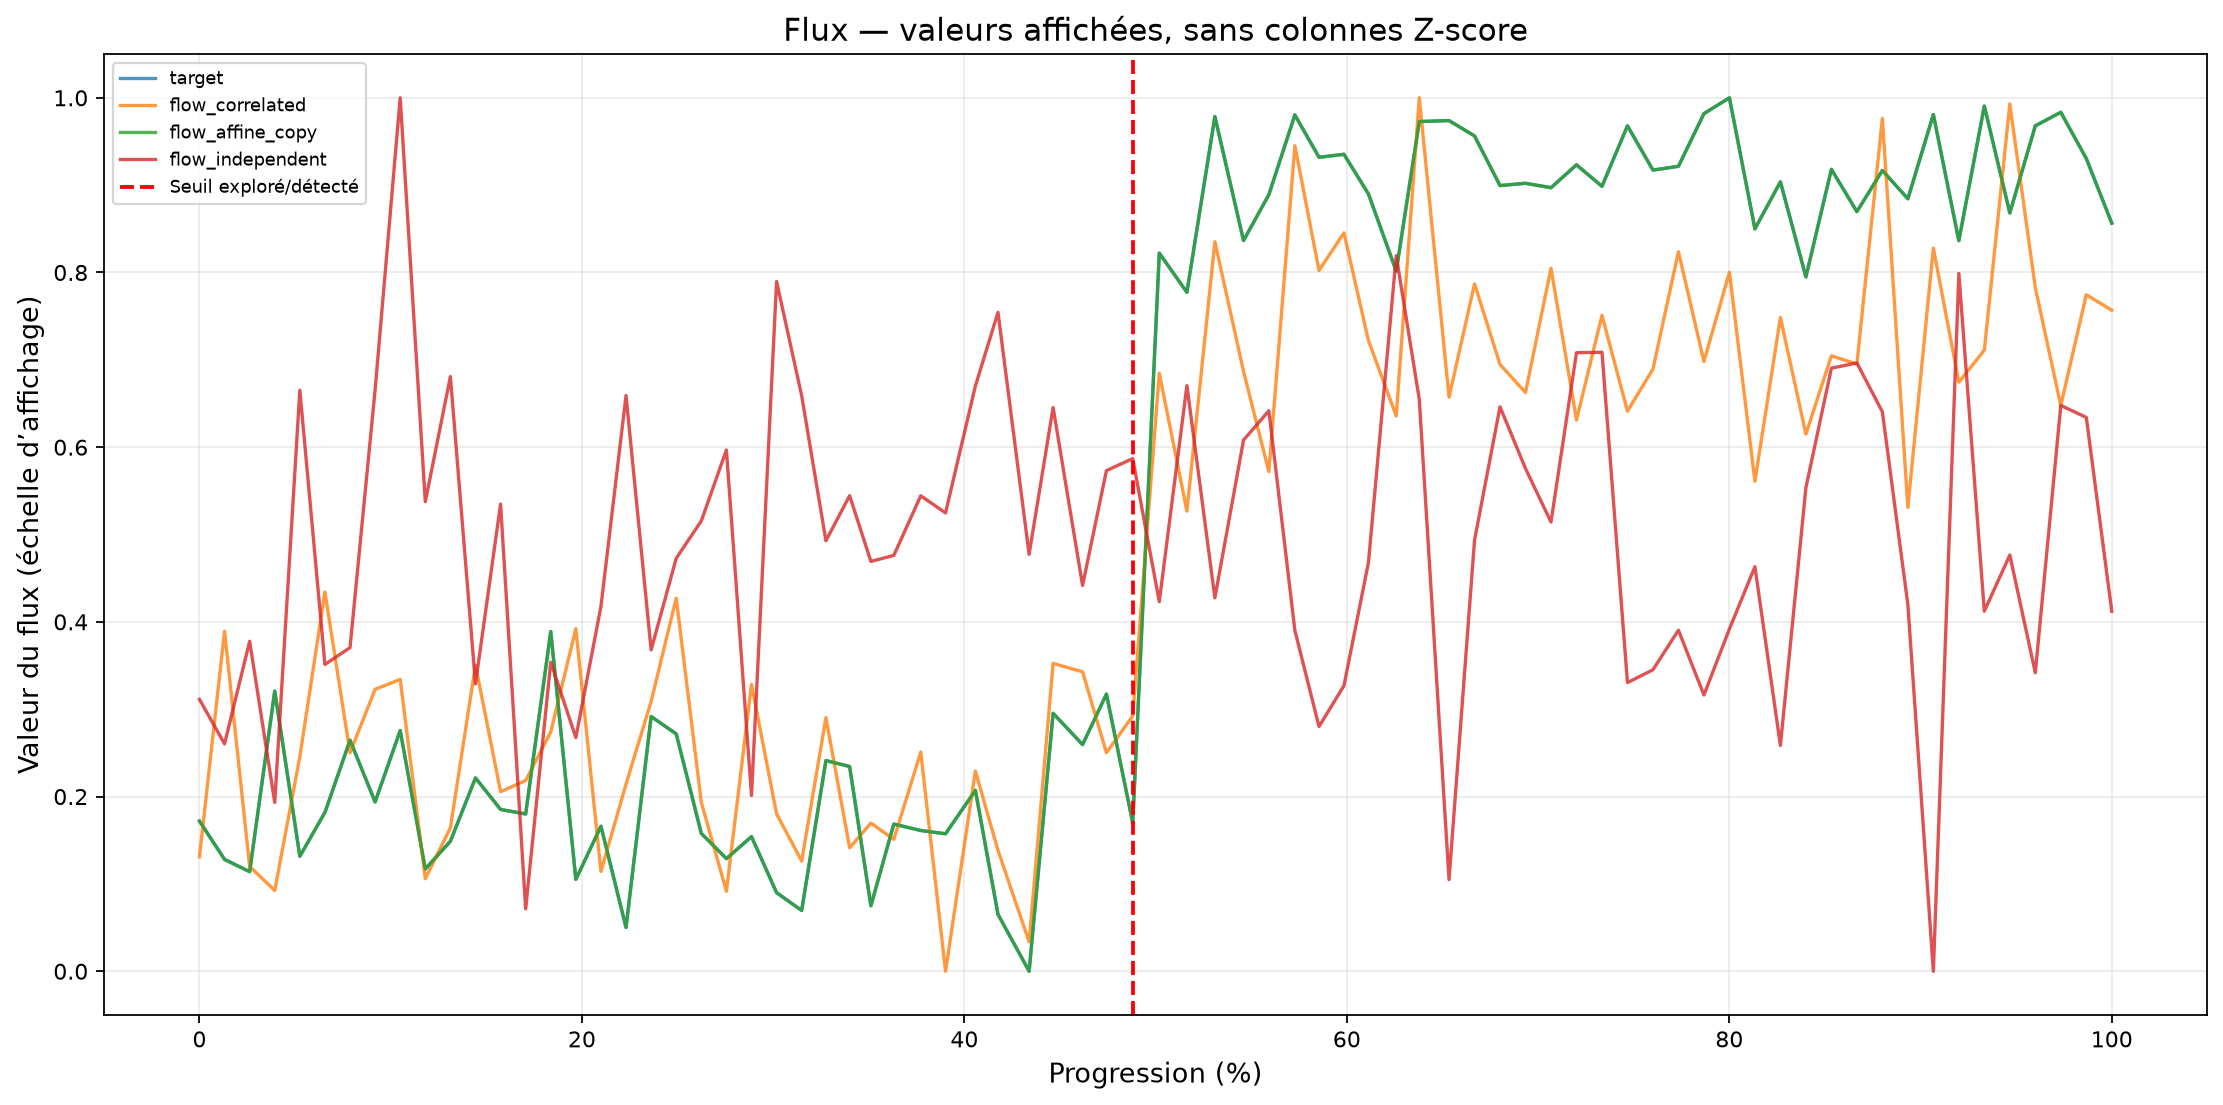 Flux — valeurs affichées, sans colonnes Z-score
target
flow_correlated
flow_affine_copy
flow_independent
Seuil exploré/détecté
Valeur du flux (échelle d’affichage)
1.0
0.8
0.6
0.4
0.2
0.0
0 20 40 60 80 100
Progression (%)